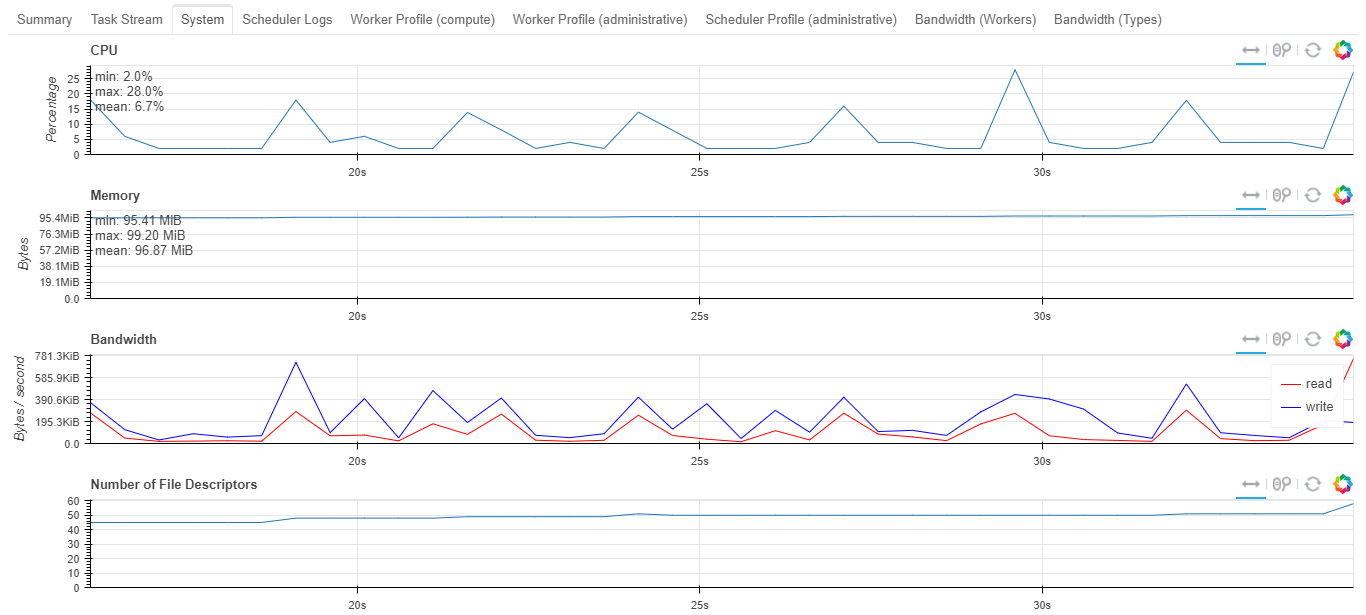 Summary Task Stream System Scheduler Logs Worker Profile (compute) Worker Profile (administrative) Scheduler Profile (administrative) Bandwidth (Workers) Bandwidth (Types)
CPU
Percentage
25
20
15
10
5
0
min: 2.0%
max: 28.0%
mean: 6.7%
20s 25s 30s
Memory
Bytes
95.4MiB
76.3MiB
57.2MiB
38.1MiB
19.1MiB
0.0
min: 95.41 MiB
max: 99.20 MiB
mean: 96.87 MiB
20s 25s 30s
Bandwidth
Bytes / second
781.3KiB
585.9KiB
390.6KiB
195.3KiB
0.0
read
write
20s 25s 30s
Number of File Descriptors
60
50
40
30
20
10
0
20s 25s 30s